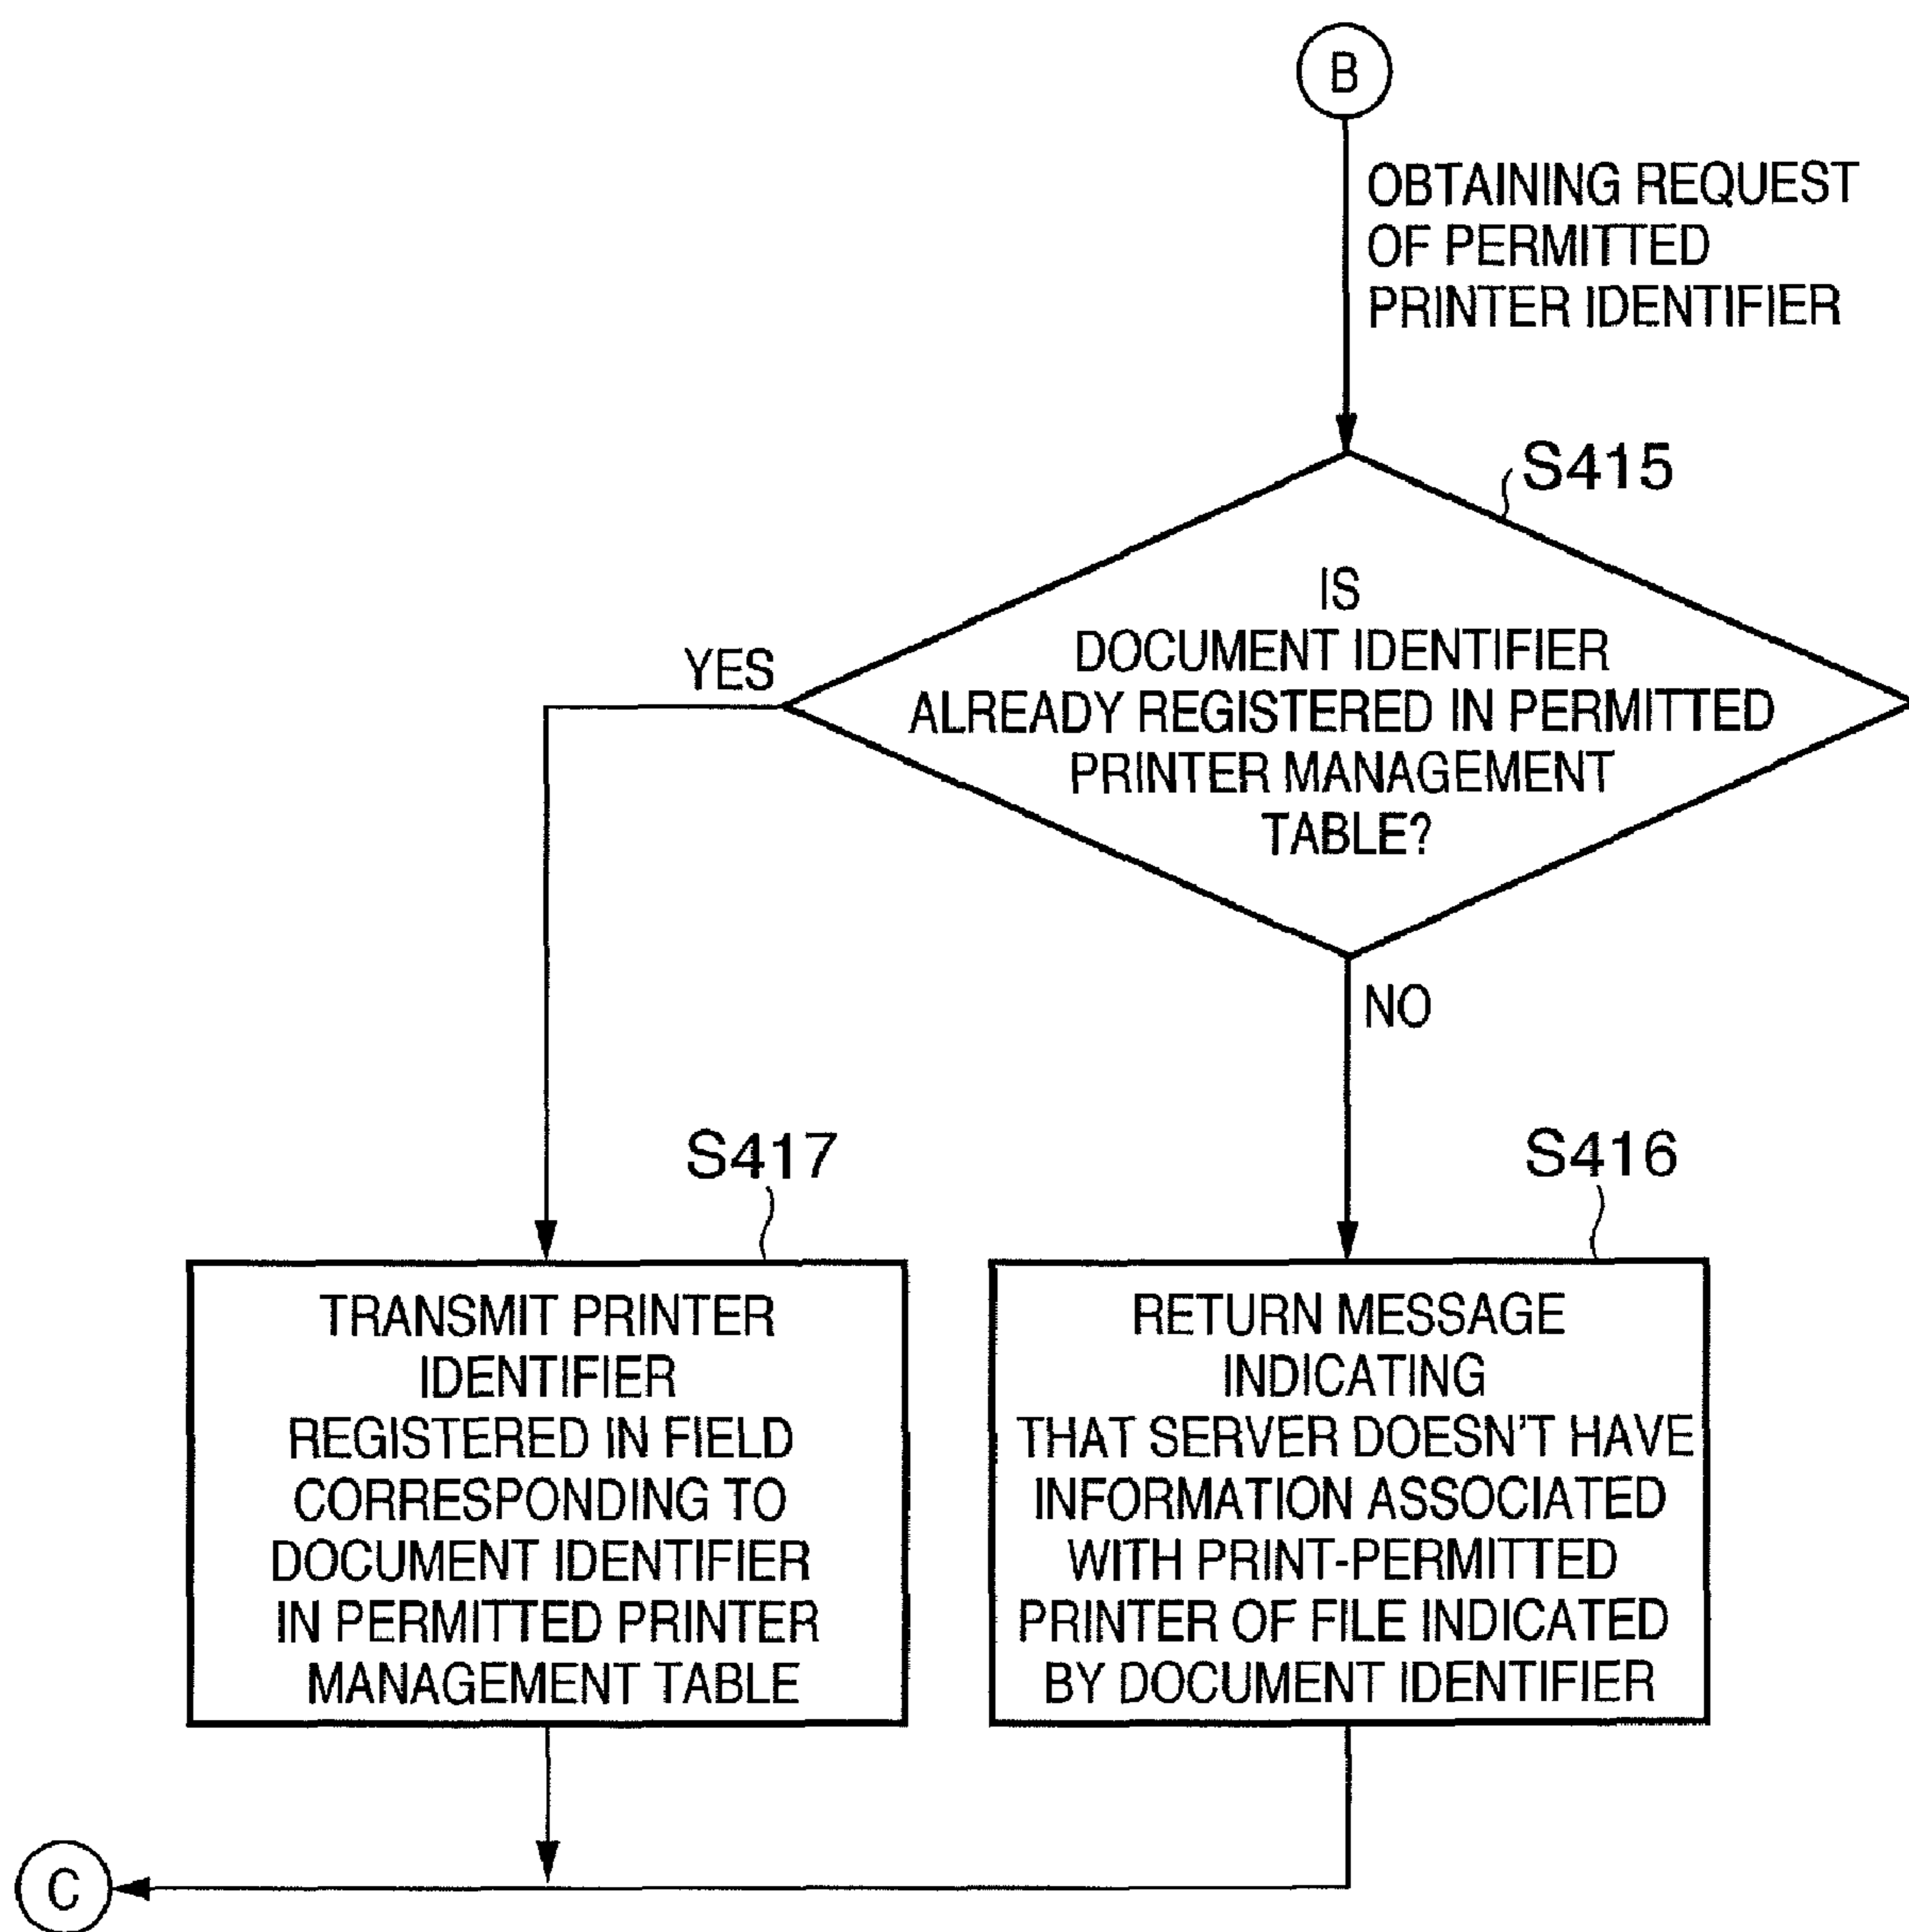 B
OBTAINING REQUEST
OF PERMITTED
PRINTER IDENTIFIER
S415
IS
DOCUMENT IDENTIFIER
ALREADY REGISTERED IN PERMITTED
PRINTER MANAGEMENT
TABLE?
YES
NO
S417
TRANSMIT PRINTER
IDENTIFIER
REGISTERED IN FIELD
CORRESPONDING TO
DOCUMENT IDENTIFIER
IN PERMITTED PRINTER
MANAGEMENT TABLE
S416
RETURN MESSAGE
INDICATING
THAT SERVER DOESN'T HAVE
INFORMATION ASSOCIATED
WITH PRINT-PERMITTED
PRINTER OF FILE INDICATED
BY DOCUMENT IDENTIFIER
C